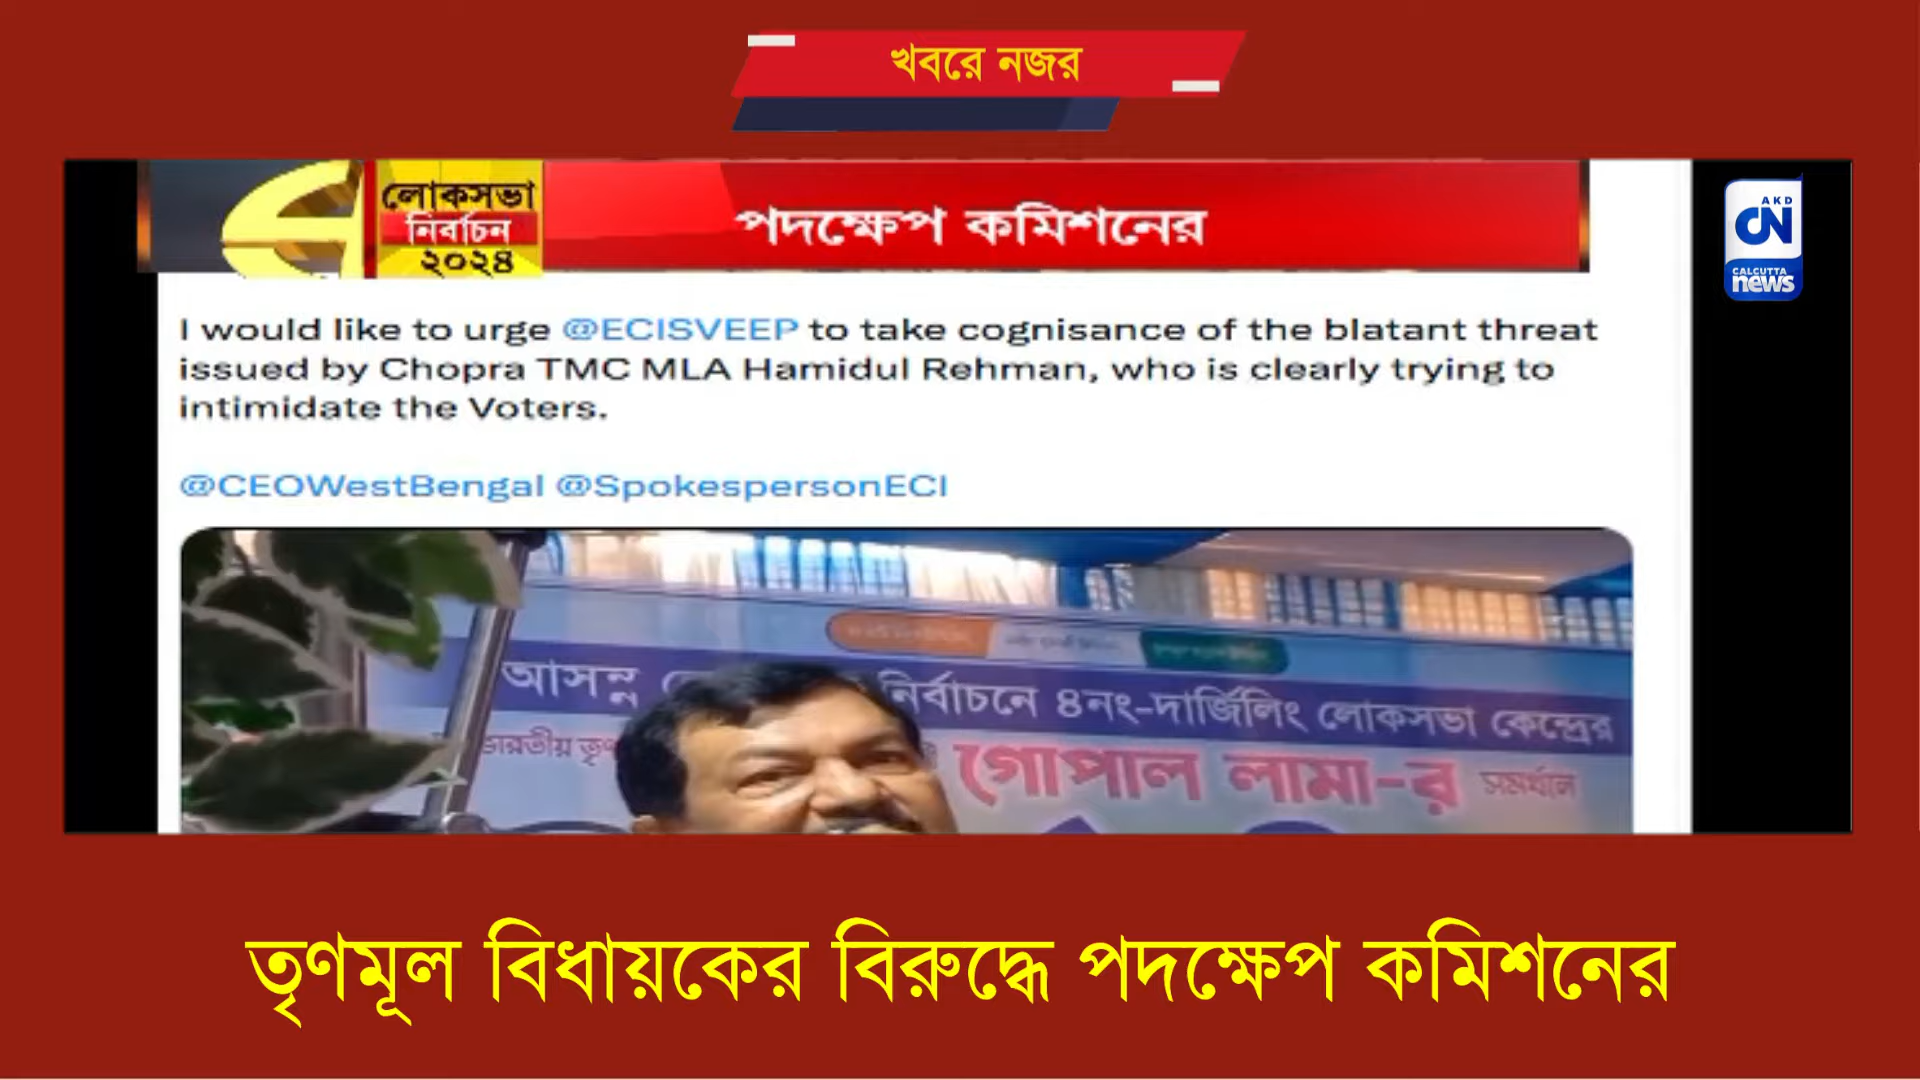 খবরে নজর
লোকসভা
নির্বাচন
২০২৪
পদক্ষেপ কমিশনের
AKD
CN
CALCUTTA
news
I would like to urge @ECISVEEP to take cognisance of the blatant threat
issued by Chopra TMC MLA Hamidul Rehman, who is clearly trying to
intimidate the Voters.
@CEOWestBengal @SpokespersonECI
আসন্ন নির্বাচনে ৪নং-দার্জিলিং লোকসভা কেন্দ্রের
ভারতীয় গোপাল লামা-র সমর্থনে
তৃণমূল বিধায়কের বিরুদ্ধে পদক্ষেপ কমিশনের